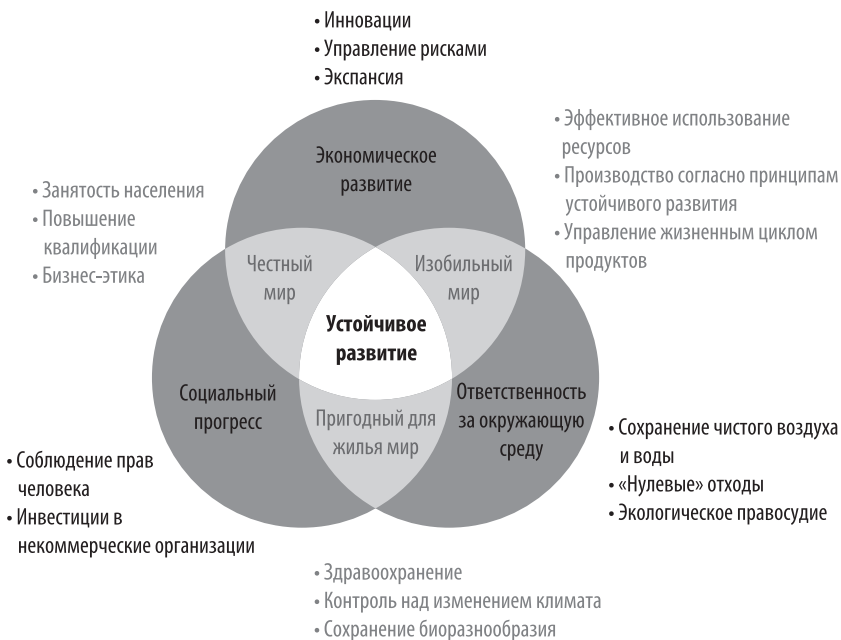 • Инновации
• Управление рисками
• Экспансия
• Эффективное использование
ресурсов
• Производство согласно принципам
устойчивого развития
• Управление жизненным циклом
продуктов
• Занятость населения
• Повышение
квалификации
• Бизнес-этика
Экономическое
развитие
Честный
мир
Изобильный
мир
Устойчивое
развитие
Социальный
прогресс
Пригодный для
жилья мир
Ответственность
за окружающую
среду
• Соблюдение прав
человека
• Инвестиции в
некоммерческие организации
• Сохранение чистого воздуха
и воды
• «Нулевые» отходы
• Экологическое правосудие
• Здравоохранение
• Контроль над изменением климата
• Сохранение биоразнообразия